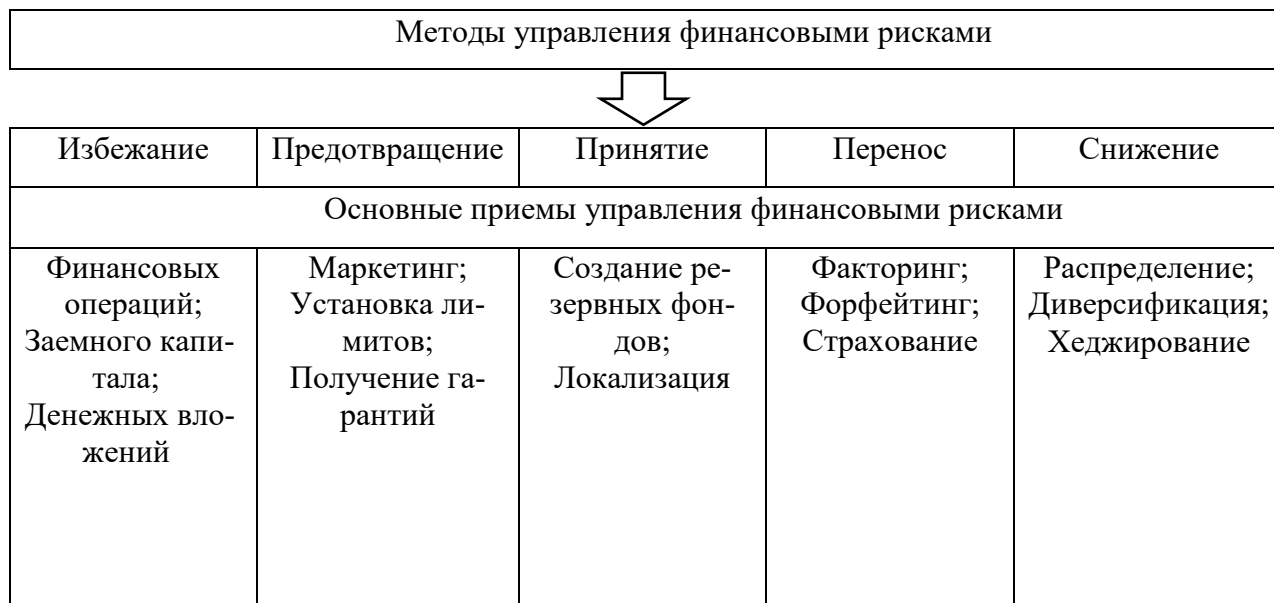 Методы управления финансовыми рисками
Избежание
Предотвращение
Принятие
Перенос
Снижение
Основные приемы управления финансовыми рисками
Финансовых
операций;
Заемного капи-
тала;
Денежных вло-
жений
Маркетинг;
Установка ли-
митов;
Получение га-
рантий
Создание ре-
зервных фон-
дов;
Локализация
Факторинг;
Форфейтинг;
Страхование
Распределение;
Диверсификация;
Хеджирование